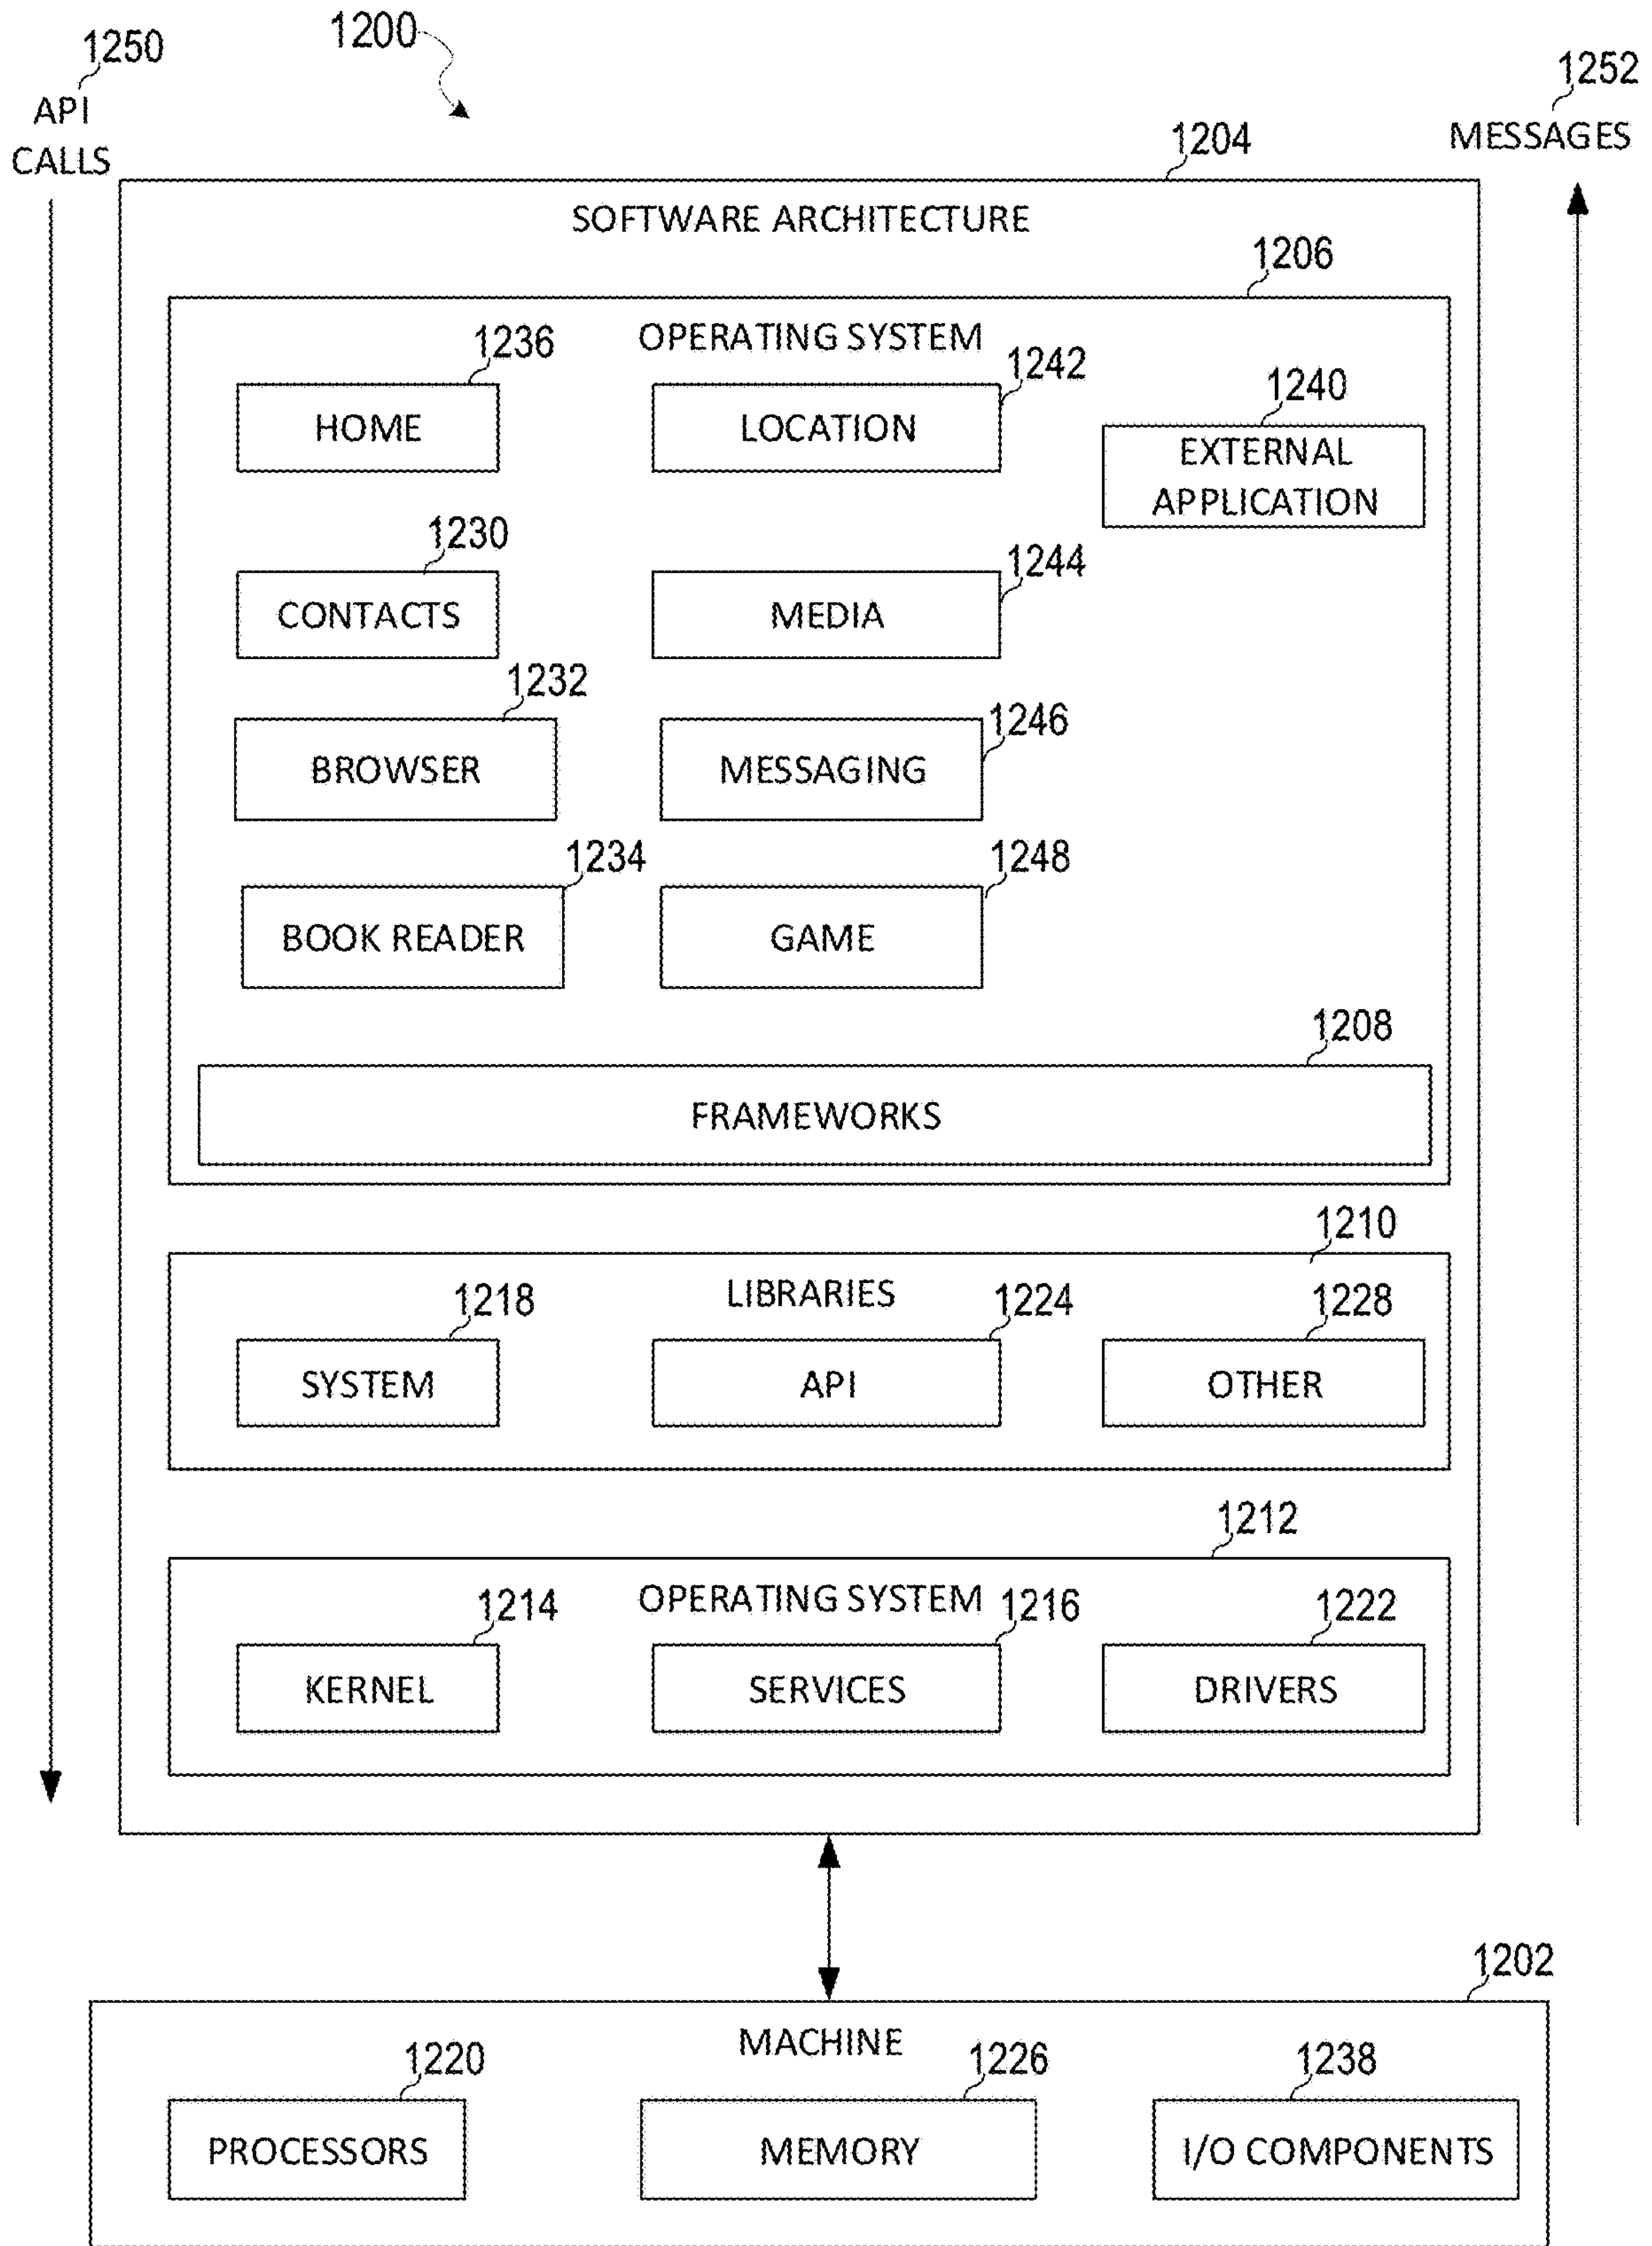 1200
1250
API
CALLS
1252
MESSAGES
1204
SOFTWARE ARCHITECTURE
1206
OPERATING SYSTEM
1236
HOME
1242
LOCATION
1240
EXTERNAL
APPLICATION
1230
CONTACTS
1244
MEDIA
1232
BROWSER
1246
MESSAGING
1234
BOOK READER
1248
GAME
1208
FRAMEWORKS
1210
LIBRARIES
1218
SYSTEM
1224
API
1228
OTHER
1212
OPERATING SYSTEM
1214
KERNEL
1216
SERVICES
1222
DRIVERS
1202
MACHINE
1220
PROCESSORS
1226
MEMORY
1238
I/O COMPONENTS